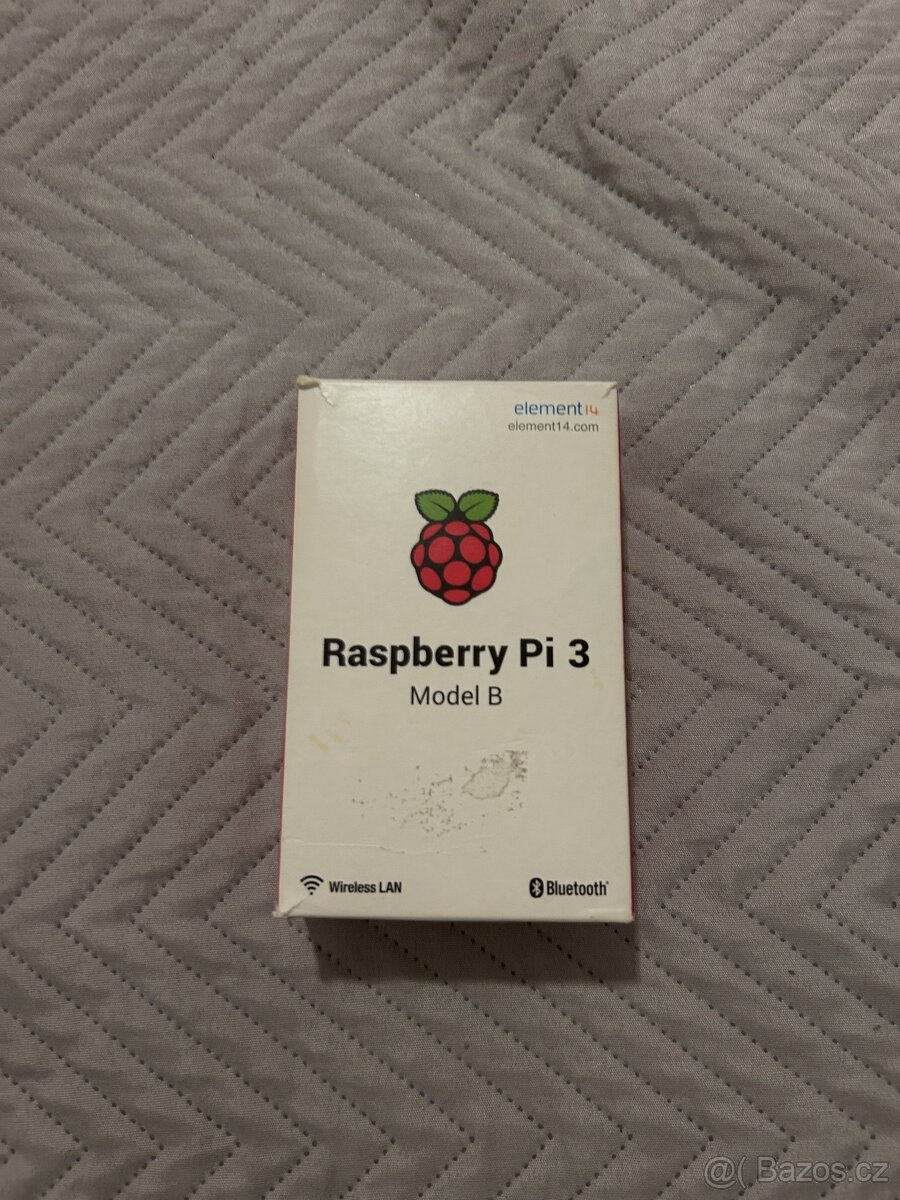 element14
element14.com
Raspberry Pi 3
Model B
Wireless LAN
Bluetooth®
@( Bazos.cz